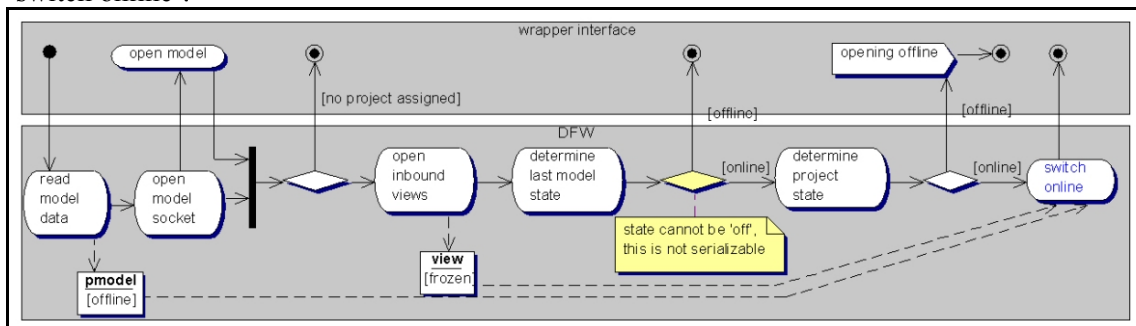 "switch online".
wrapper interface
open model
opening offline
[no project assigned]
[offline]
[offline]
DFW
read
model
data
open
model
socket
open
inbound
views
determine
last model
state
[online]
determine
project
state
[online]
switch
online
state cannot be 'off',
this is not serializable
pmodel
[offline]
view
[frozen]